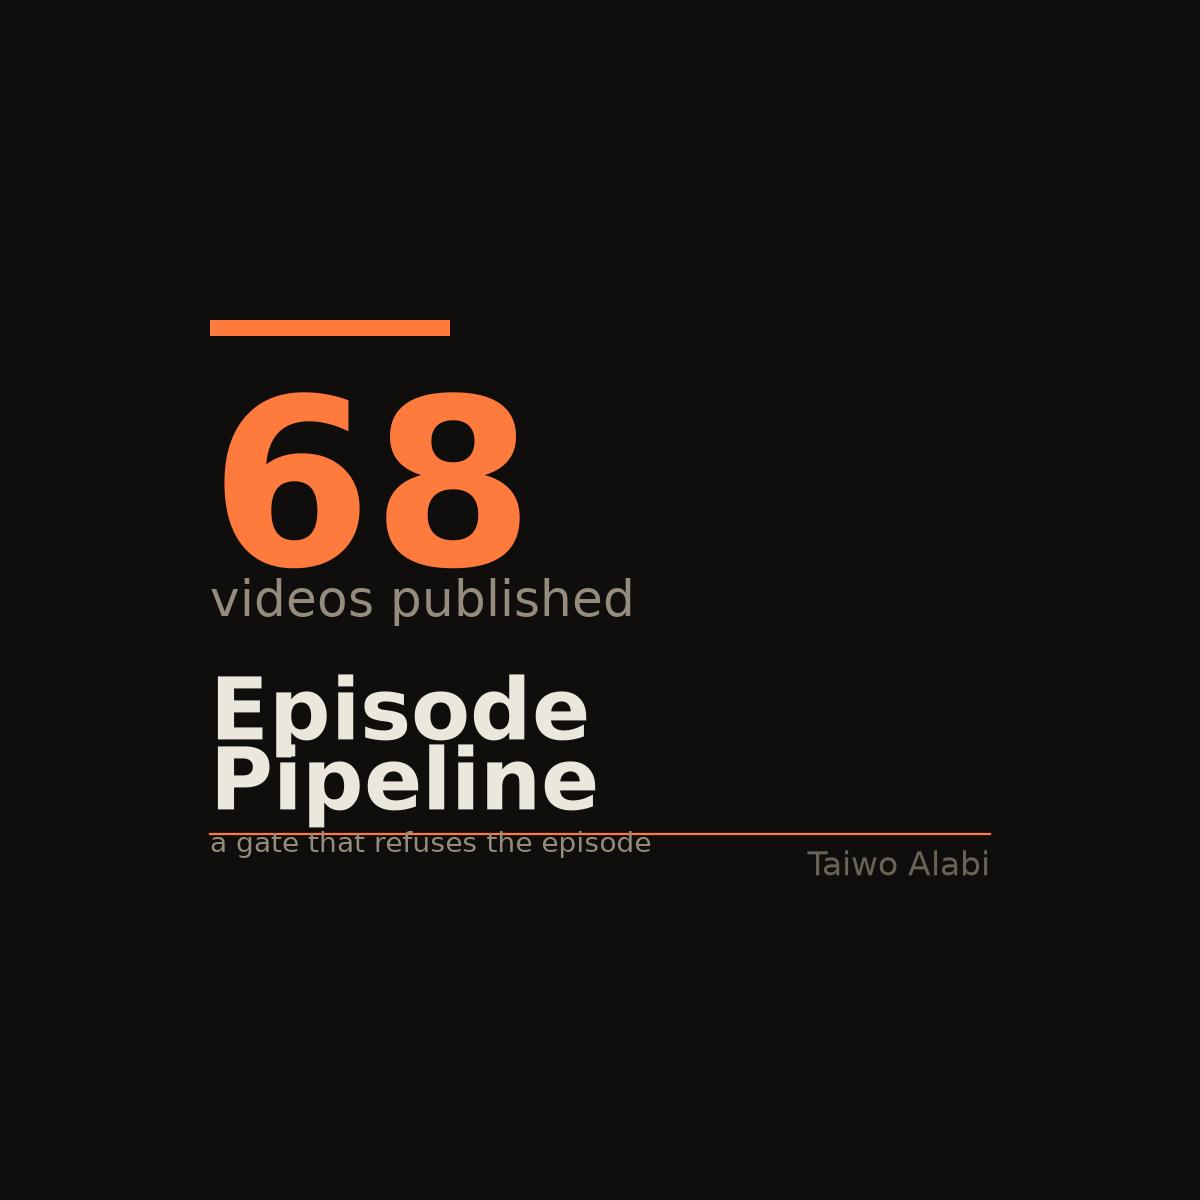 68
videos published
Episode
Pipeline
a gate that refuses the episode
Taiwo Alabi